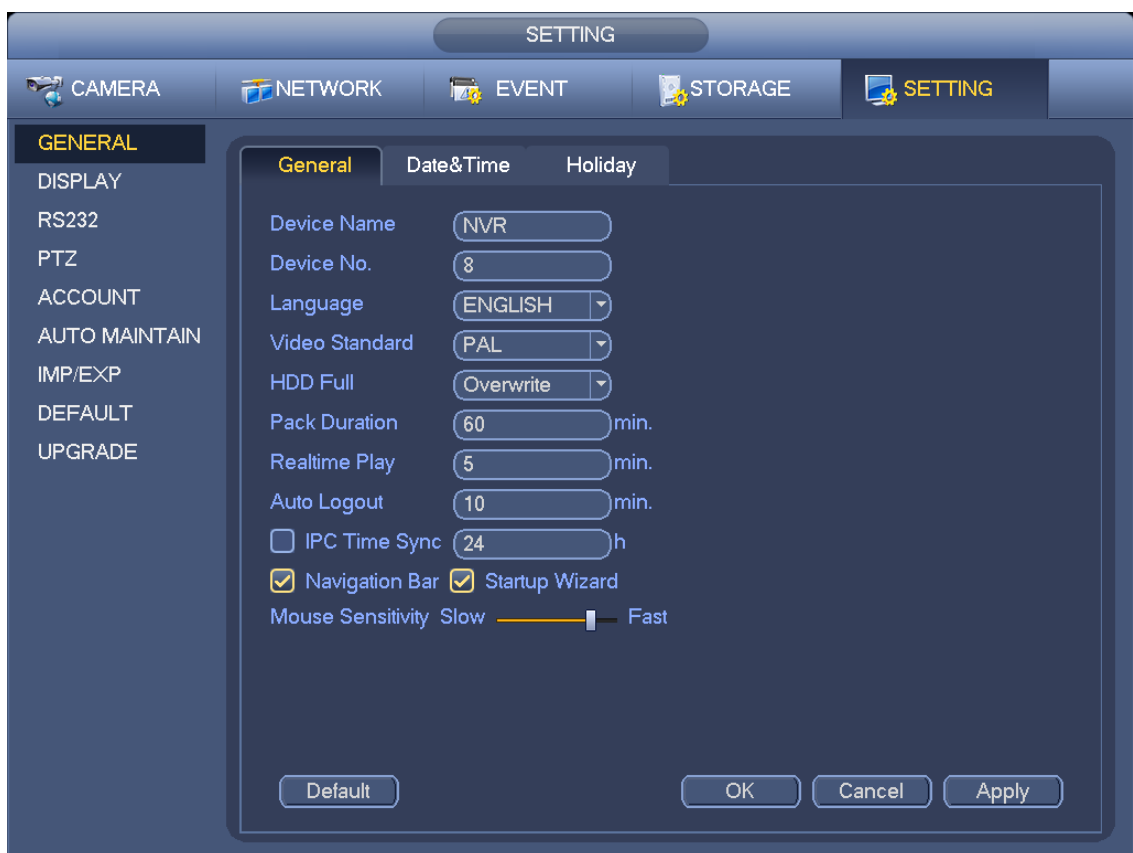 SETTING
CAMERA NETWORK EVENT STORAGE SETTING
GENERAL
DISPLAY
RS232
PTZ
ACCOUNT
AUTO MAINTAIN
IMP/EXP
DEFAULT
UPGRADE
General Date&Time Holiday
Device Name NVR
Device No. 8
Language ENGLISH
Video Standard PAL
HDD Full Overwrite
Pack Duration 60 min.
Realtime Play 5 min.
Auto Logout 10 min.
IPC Time Sync 24 h
Navigation Bar Startup Wizard
Mouse Sensitivity Slow Fast
Default OK Cancel Apply